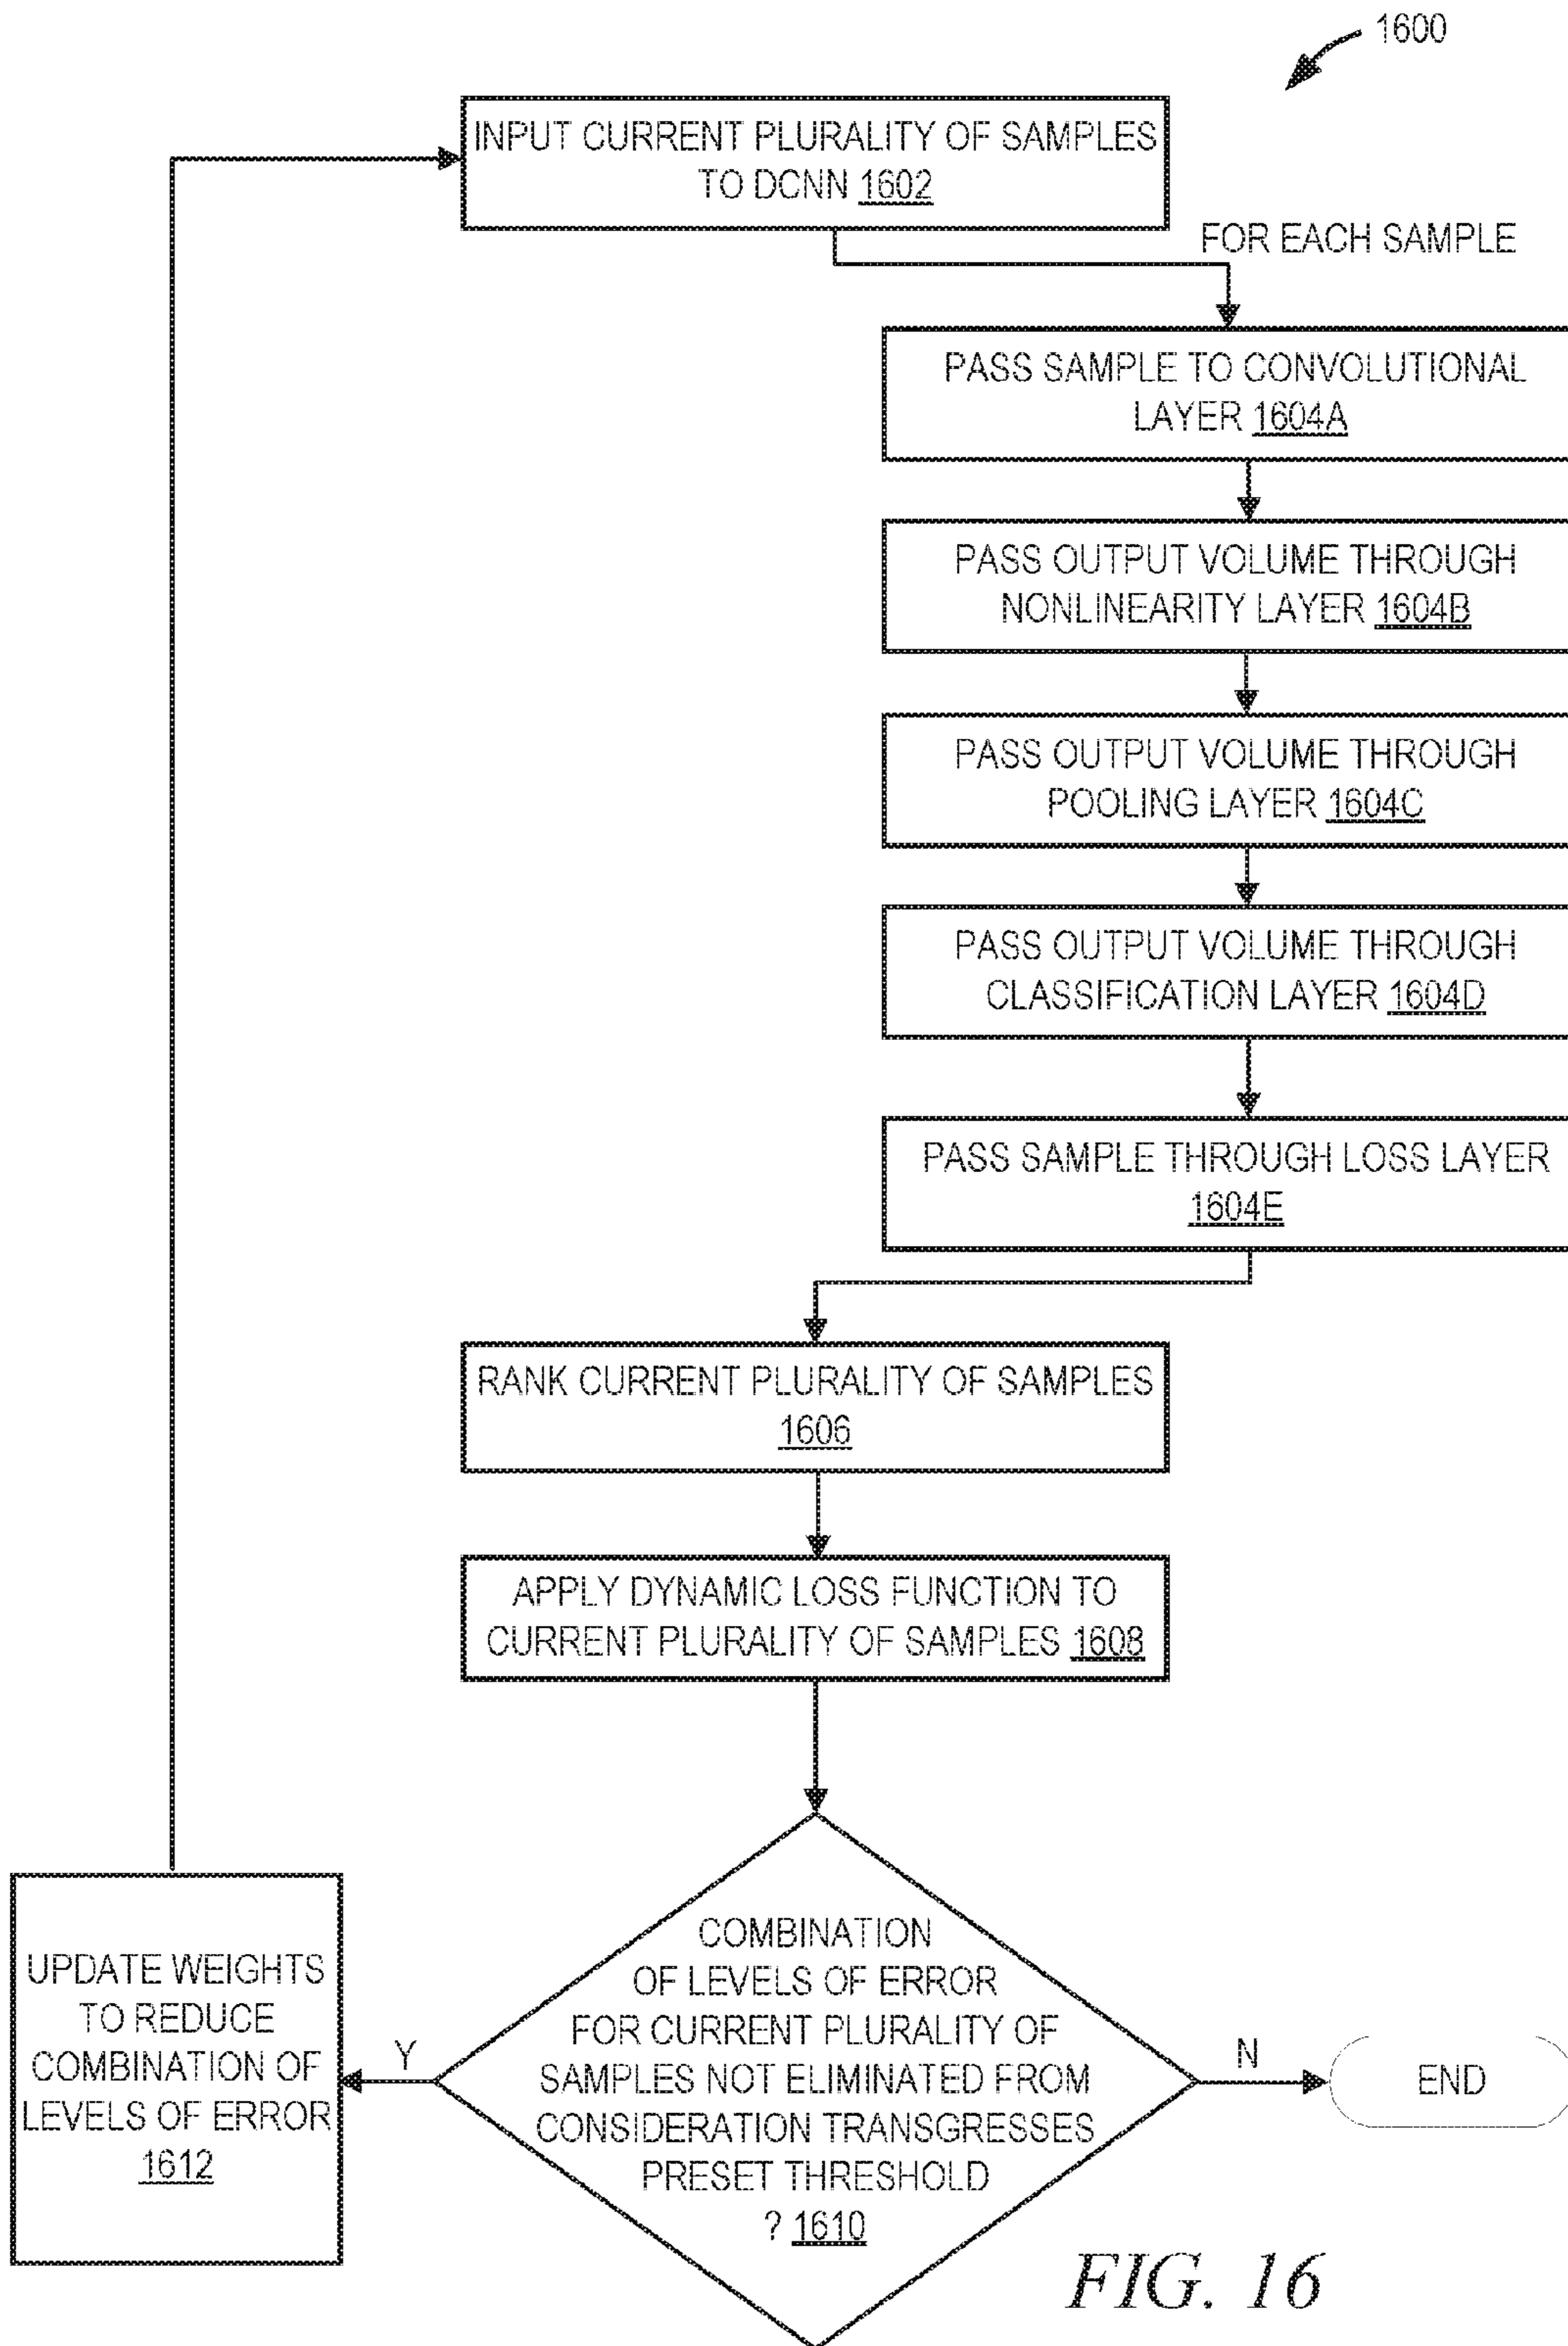 1600
INPUT CURRENT PLURALITY OF SAMPLES
TO DCNN 1602
FOR EACH SAMPLE
PASS SAMPLE TO CONVOLUTIONAL
LAYER 1604A
PASS OUTPUT VOLUME THROUGH
NONLINEARITY LAYER 1604B
PASS OUTPUT VOLUME THROUGH
POOLING LAYER 1604C
PASS OUTPUT VOLUME THROUGH
CLASSIFICATION LAYER 1604D
PASS SAMPLE THROUGH LOSS LAYER
1604E
RANK CURRENT PLURALITY OF SAMPLES
1606
APPLY DYNAMIC LOSS FUNCTION TO
CURRENT PLURALITY OF SAMPLES 1608
COMBINATION
OF LEVELS OF ERROR
FOR CURRENT PLURALITY OF
SAMPLES NOT ELIMINATED FROM
CONSIDERATION TRANSGRESSES
PRESET THRESHOLD
? 1610
Y
N
UPDATE WEIGHTS
TO REDUCE
COMBINATION OF
LEVELS OF ERROR
1612
END
FIG. 16